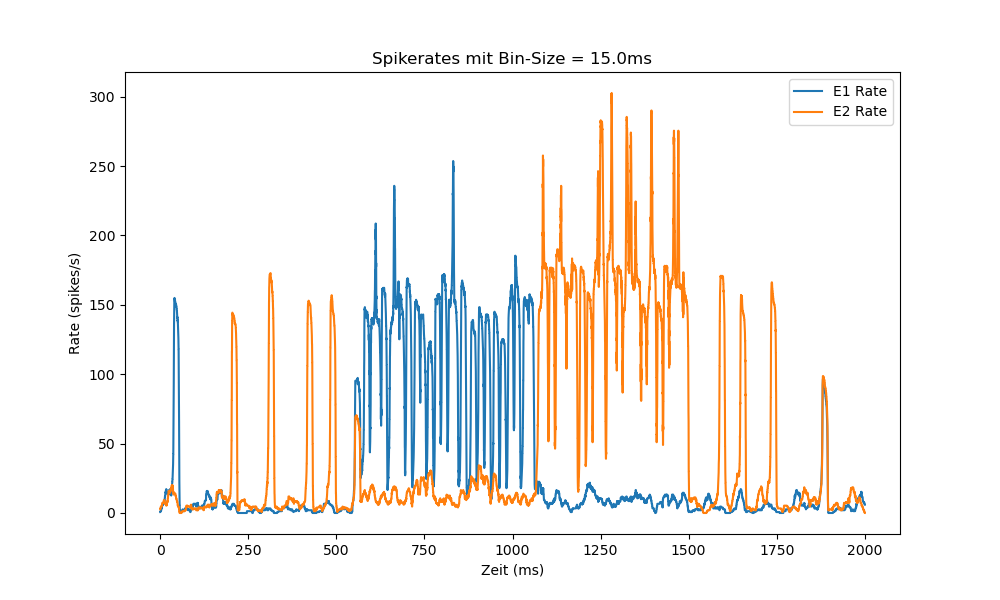 Spikerates mit Bin-Size = 15.0ms
E1 Rate
E2 Rate
Rate (spikes/s)
300
250
200
150
100
50
0
0 250 500 750 1000 1250 1500 1750 2000
Zeit (ms)